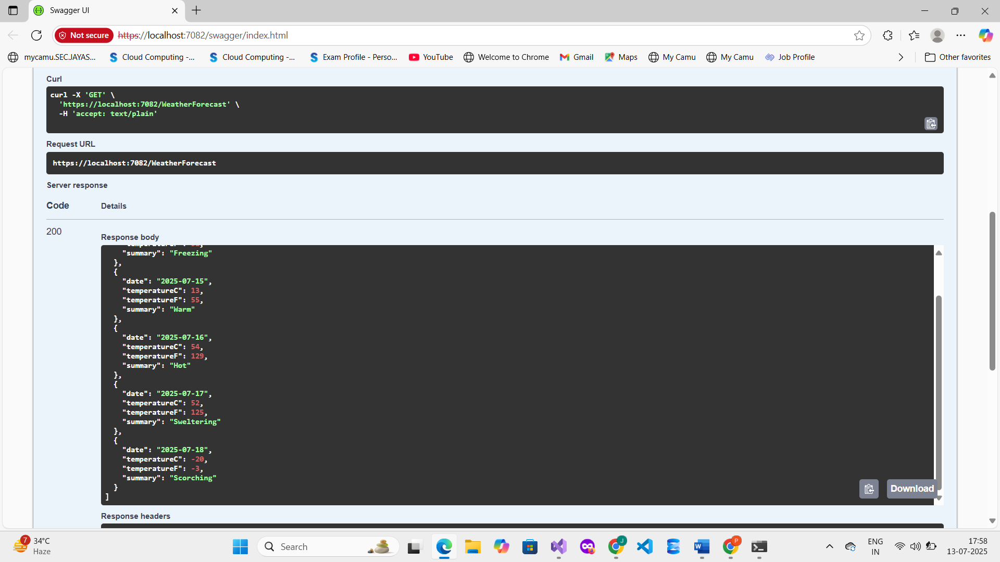 Swagger UI
Not secure https://localhost:7082/swagger/index.html
mycamu.SEC.JAYAS... Cloud Computing -... Cloud Computing -... Exam Profile - Perso... YouTube Welcome to Chrome Gmail Maps My Camu My Camu Job Profile Other favorites
Curl
curl -X 'GET' \
'https://localhost:7082/WeatherForecast' \
-H 'accept: text/plain'
Request URL
https://localhost:7082/WeatherForecast
Server response
Code Details
200
Response body
"summary": "Freezing"
},
{
"date": "2025-07-15",
"temperatureC": 13,
"temperatureF": 55,
"summary": "Warm"
},
{
"date": "2025-07-16",
"temperatureC": 54,
"temperatureF": 129,
"summary": "Hot"
},
{
"date": "2025-07-17",
"temperatureC": 52,
"temperatureF": 125,
"summary": "Sweltering"
},
{
"date": "2025-07-18",
"temperatureC": -20,
"temperatureF": -3,
"summary": "Scorching"
}
]
Download
Response headers
7 34°C
Haze
Search
J
P
ENG
IN
17:58
13-07-2025